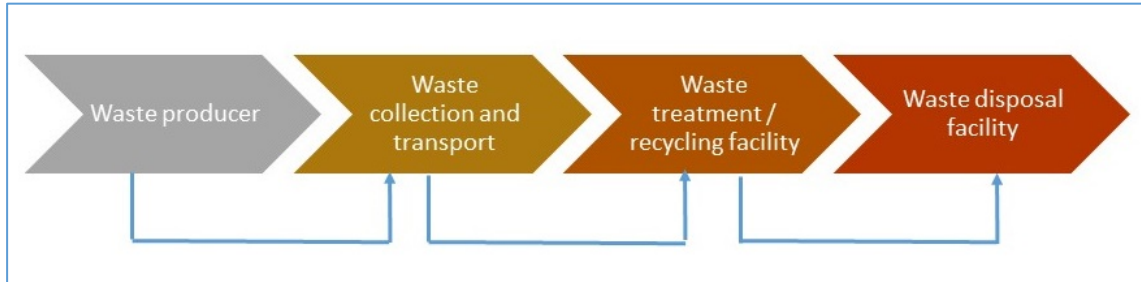 Waste producer
Waste
collection and
transport
Waste
treatment /
recycling facility
Waste disposal
facility